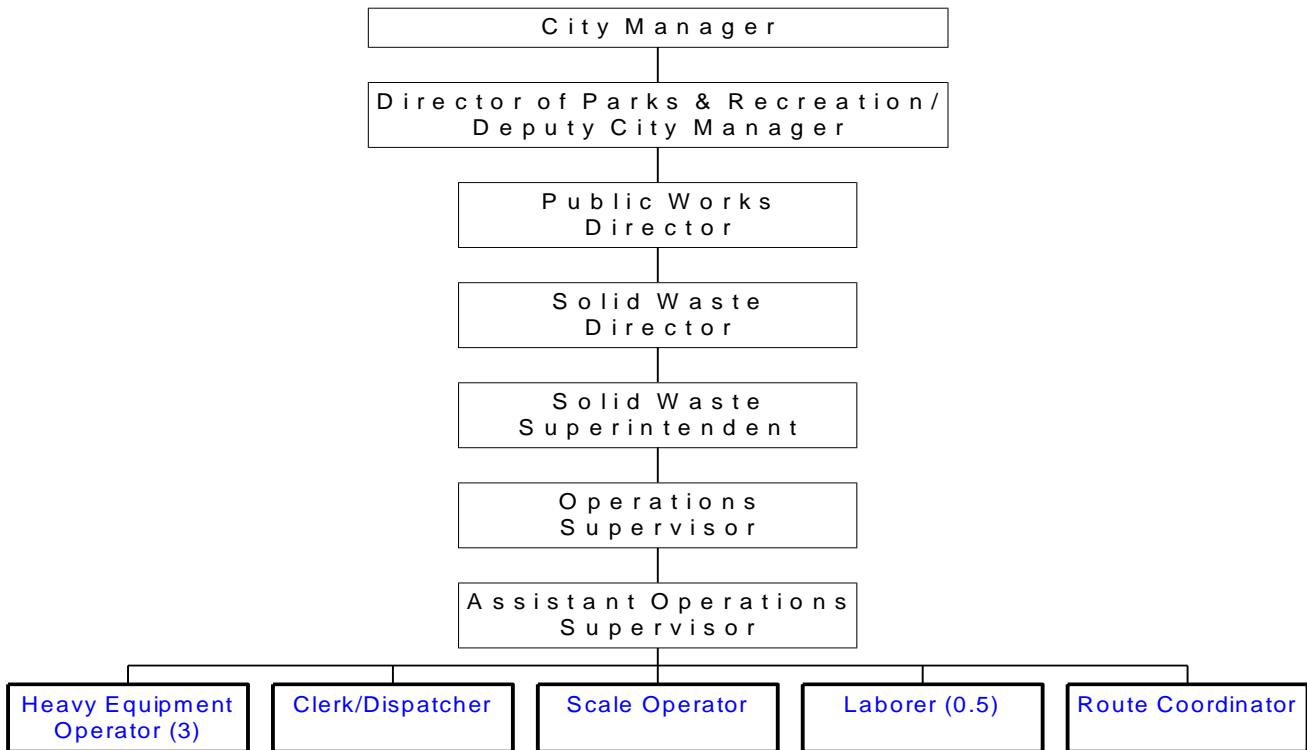 City Manager
Director of Parks & Recreation/
Deputy City Manager
Public Works
Director
Solid Waste
Director
Solid Waste
Superintendent
Operations
Supervisor
Assistant Operations
Supervisor
Heavy Equipment
Operator (3)
Clerk/Dispatcher
Scale Operator
Laborer (0.5)
Route Coordinator